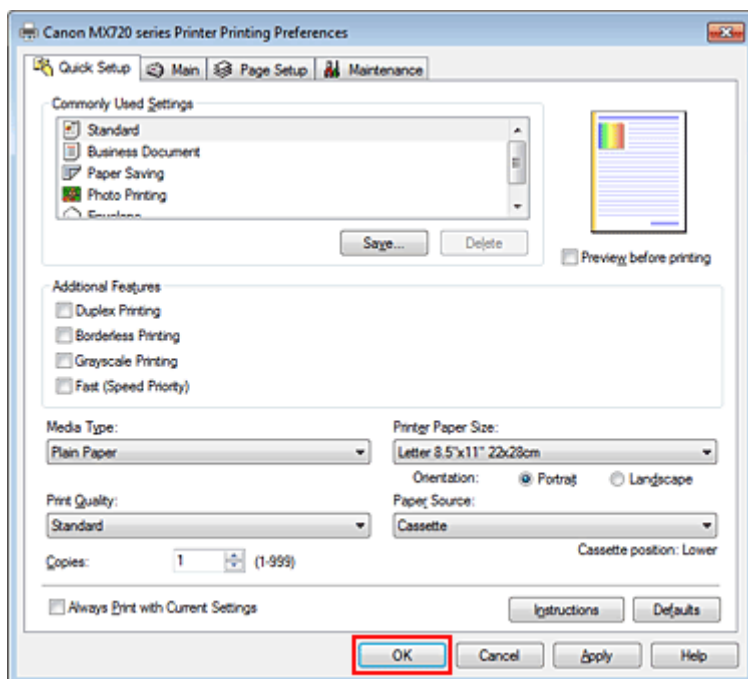 Canon MX720 series Printer Printing Preferences
Quick Setup Main Page Setup Maintenance
Commonly Used Settings
Standard
Business Document
Paper Saving
Photo Printing
Envelope
Save... Delete
Preview before printing
Additional Features
Duplex Printing
Borderless Printing
Grayscale Printing
Fast (Speed Priority)
Media Type: Printer Paper Size:
Plain Paper Letter 8.5"x11" 22x28cm
Orientation: Portrait Landscape
Print Quality: Paper Source:
Standard Cassette
Cassette position: Lower
Copies: 1 (1-999)
Always Print with Current Settings Instructions Defaults
OK Cancel Apply Help